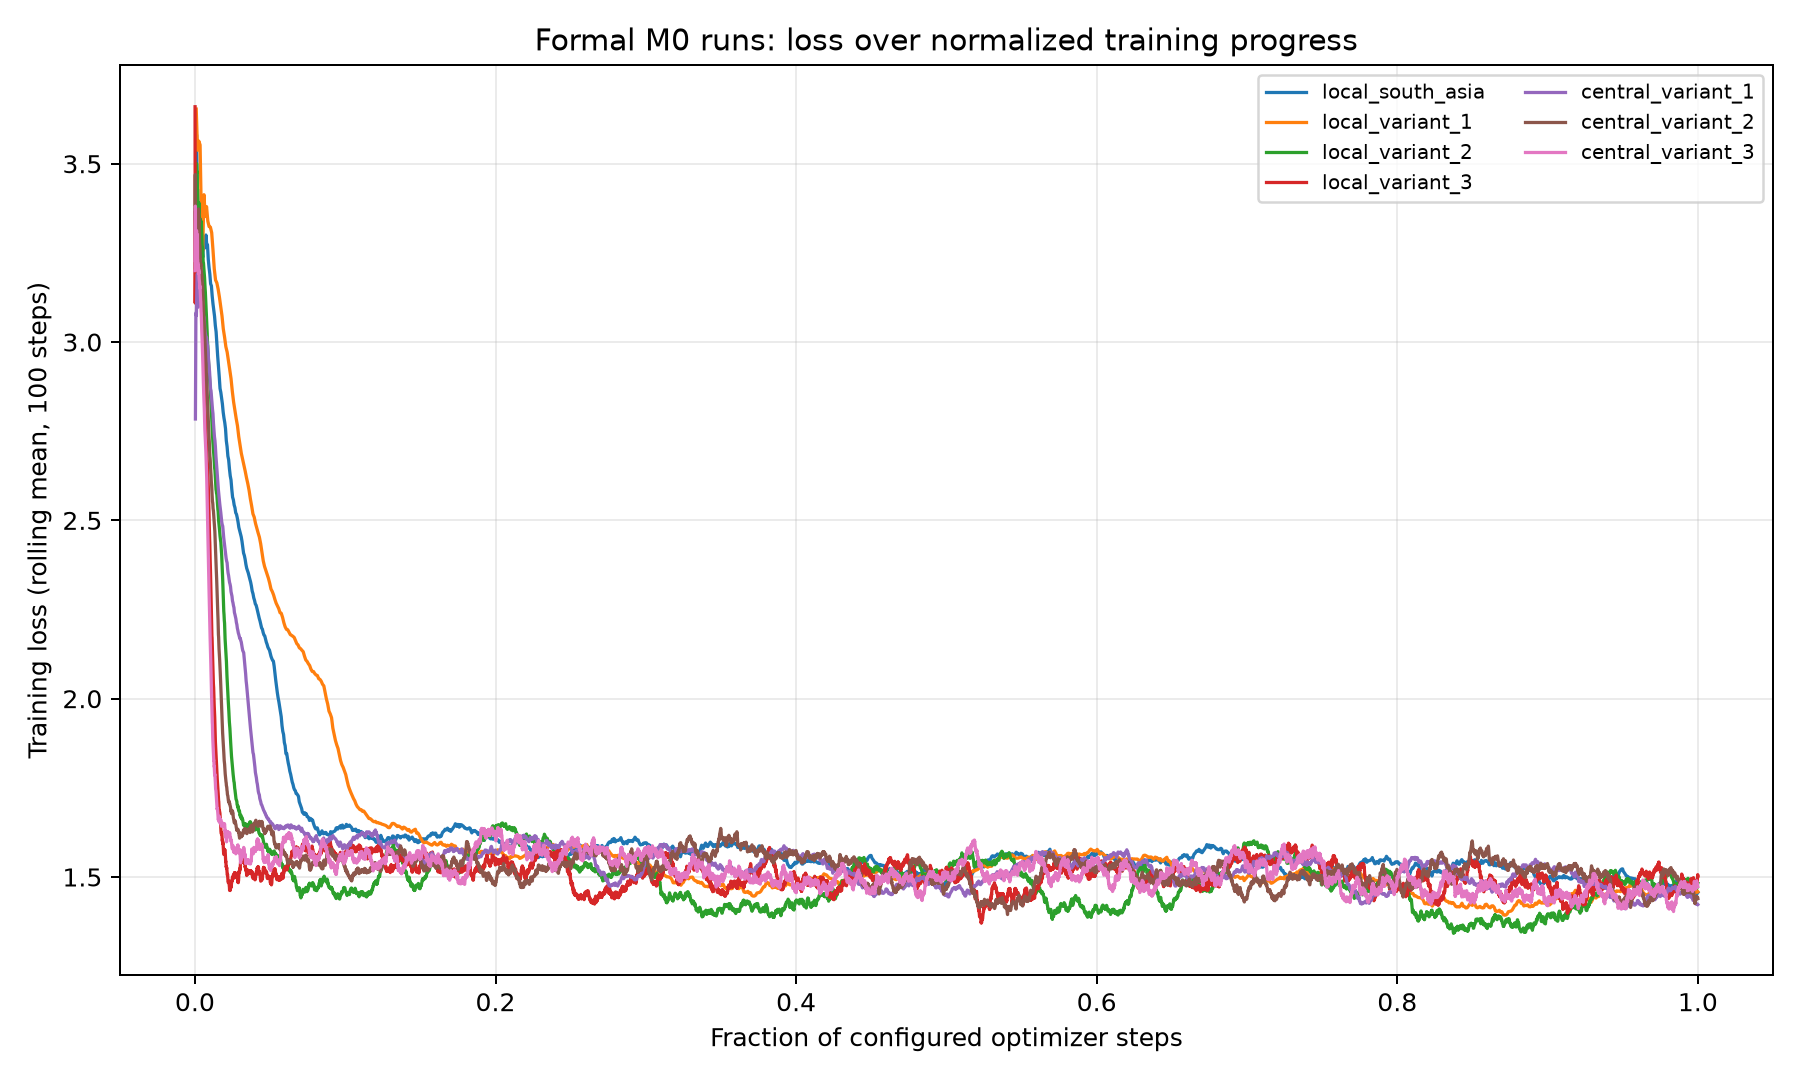 Formal M0 runs: loss over normalized training progress
local_south_asia
local_variant_1
local_variant_2
local_variant_3
central_variant_1
central_variant_2
central_variant_3
Training loss (rolling mean, 100 steps)
3.5
3.0
2.5
2.0
1.5
0.0 0.2 0.4 0.6 0.8 1.0
Fraction of configured optimizer steps